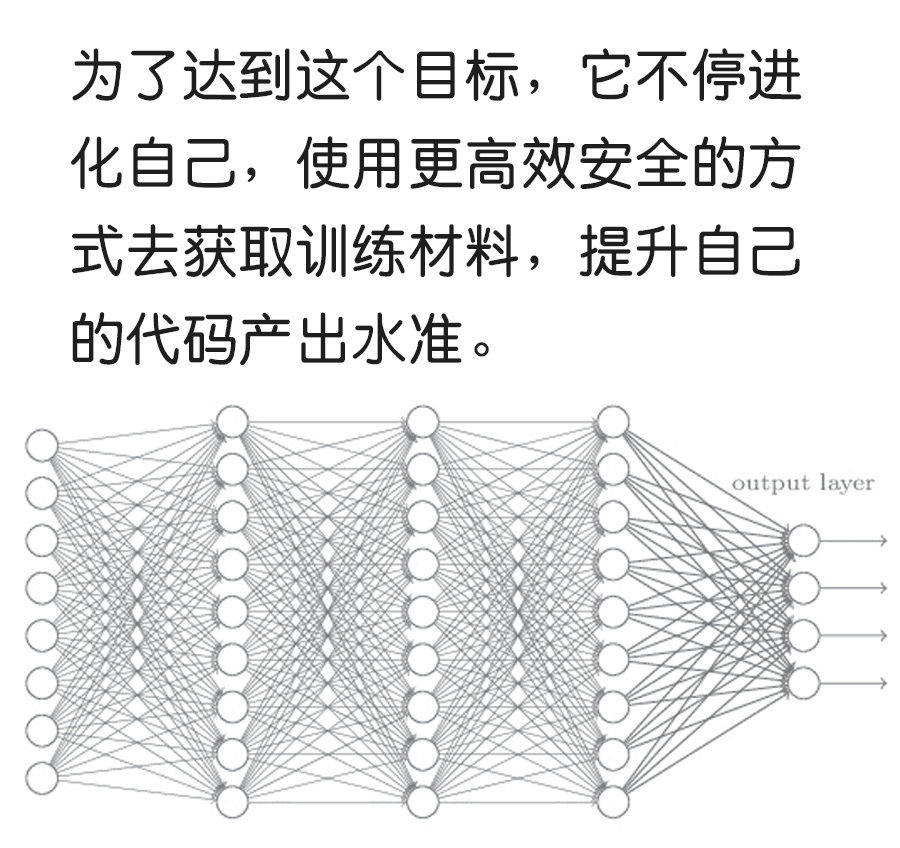 为了达到这个目标，它不停进
化自己，使用更高效安全的方
式去获取训练材料，提升自己
的代码产出水准。
output layer